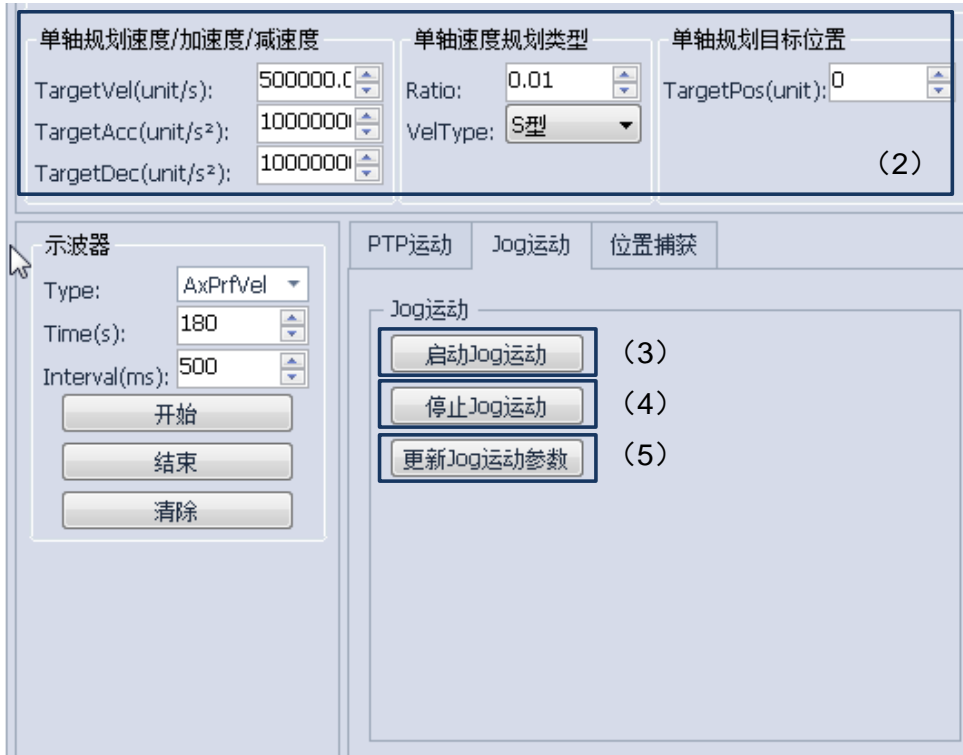 单轴规划速度/加速度/减速度
TargetVel(unit/s):
500000.0
TargetAcc(unit/s²):
1000000
TargetDec(unit/s²):
1000000
单轴速度规划类型
Ratio:
0.01
VelType:
S型
单轴规划目标位置
TargetPos(unit):
0
（2）
示波器
Type:
AxPrfVel
Time(s):
180
Interval(ms):
500
开始
结束
清除
PTP运动
Jog运动
位置捕获
Jog运动
启动Jog运动
（3）
停止Jog运动
（4）
更新Jog运动参数
（5）